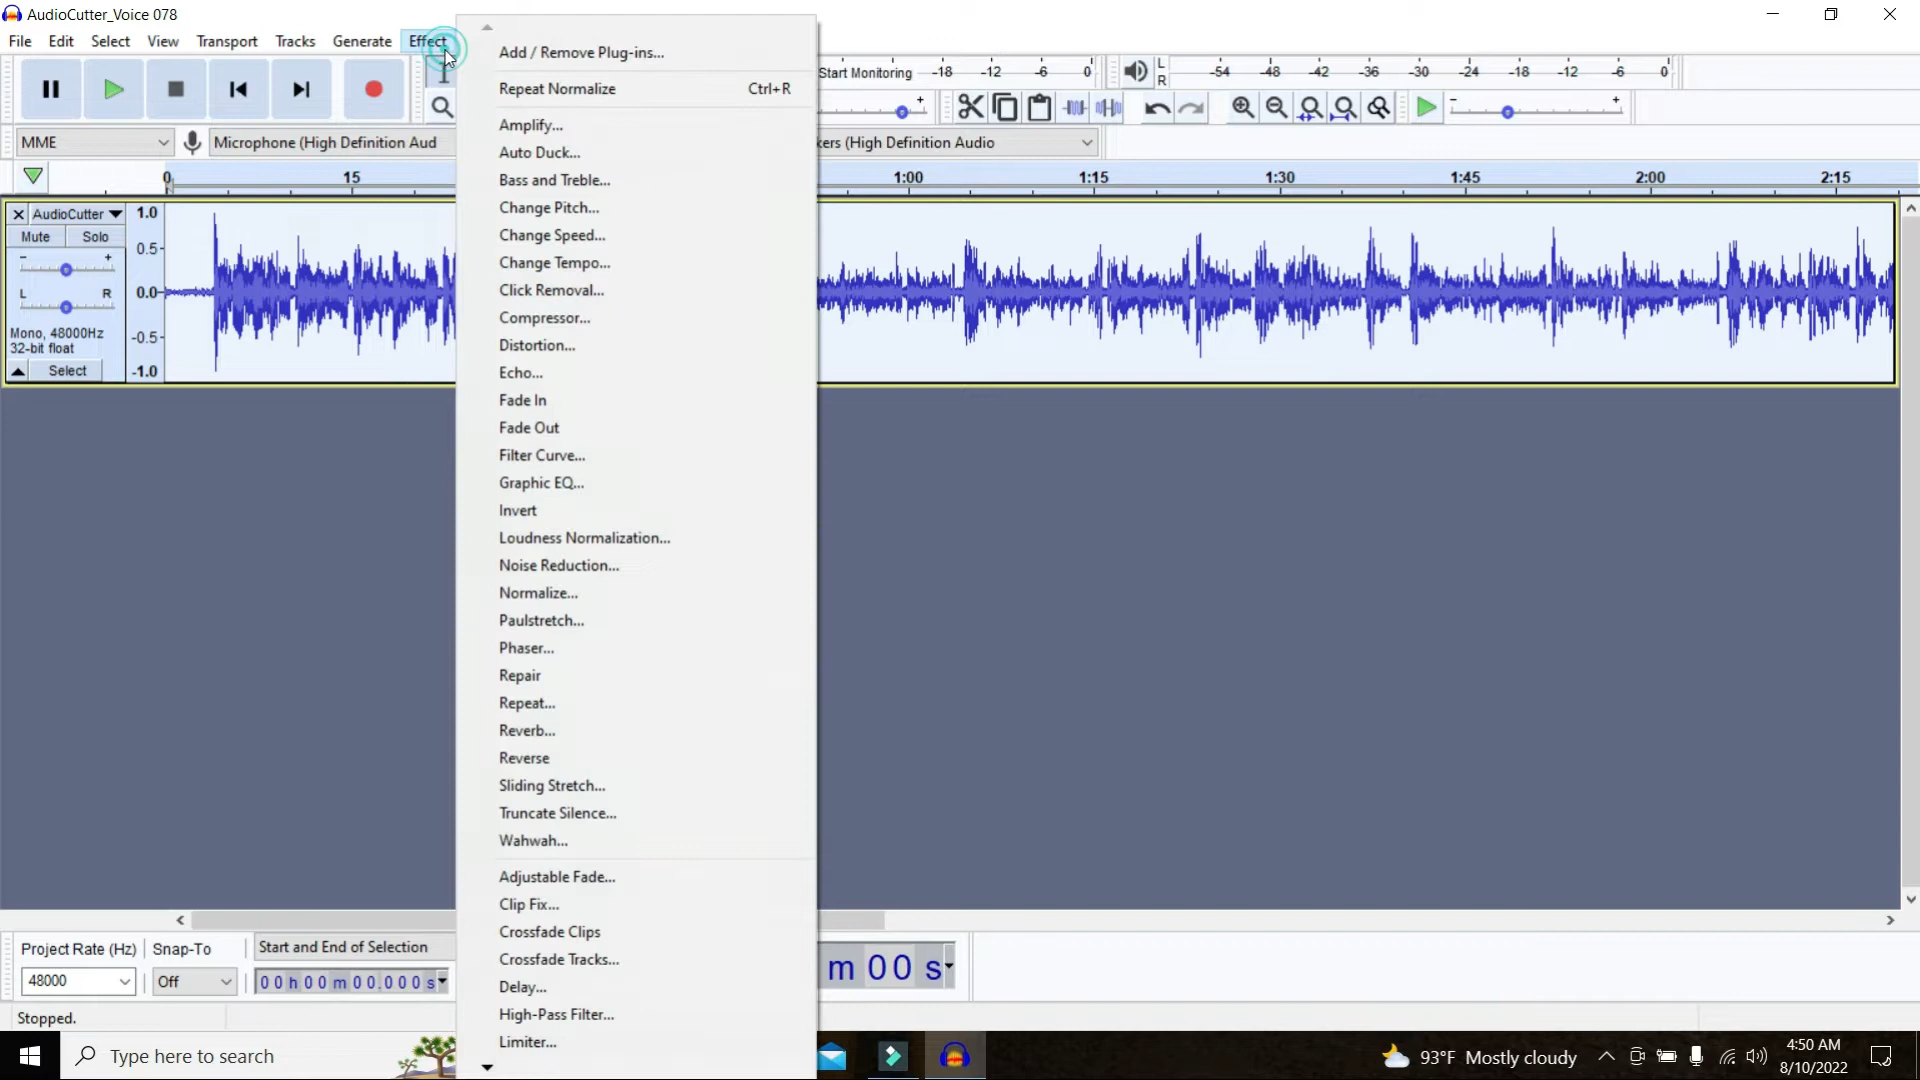 AudioCutter_Voice 078
File Edit Select View Transport Tracks Generate Effect
Add / Remove Plug-ins...
Repeat Normalize Ctrl+R
Amplify...
Auto Duck...
Bass and Treble...
Change Pitch...
Change Speed...
Change Tempo...
Click Removal...
Compressor...
Distortion...
Echo...
Fade In
Fade Out
Filter Curve...
Graphic EQ...
Invert
Loudness Normalization...
Noise Reduction...
Normalize...
Paulstretch...
Phaser...
Repair
Repeat...
Reverb...
Reverse
Sliding Stretch...
Truncate Silence...
Wahwah...
Adjustable Fade...
Clip Fix...
Crossfade Clips
Crossfade Tracks...
Delay...
High-Pass Filter...
Limiter...
Start Monitoring -18 -12 -6 0
L
R
-54 -48 -42 -36 -30 -24 -18 -12 -6 0
- +
MME
Microphone (High Definition Aud
kers (High Definition Audio
0 15 1:00 1:15 1:30 1:45 2:00 2:15
AudioCutter
Mute Solo
- +
L R
Mono, 48000Hz
32-bit float
Select
1.0
0.5
0.0
-0.5
-1.0
Project Rate (Hz) Snap-To Start and End of Selection
48000 Off 00 h 00 m 00.000 s
m 00 s
Stopped.
Type here to search
93°F Mostly cloudy
4:50 AM
8/10/2022